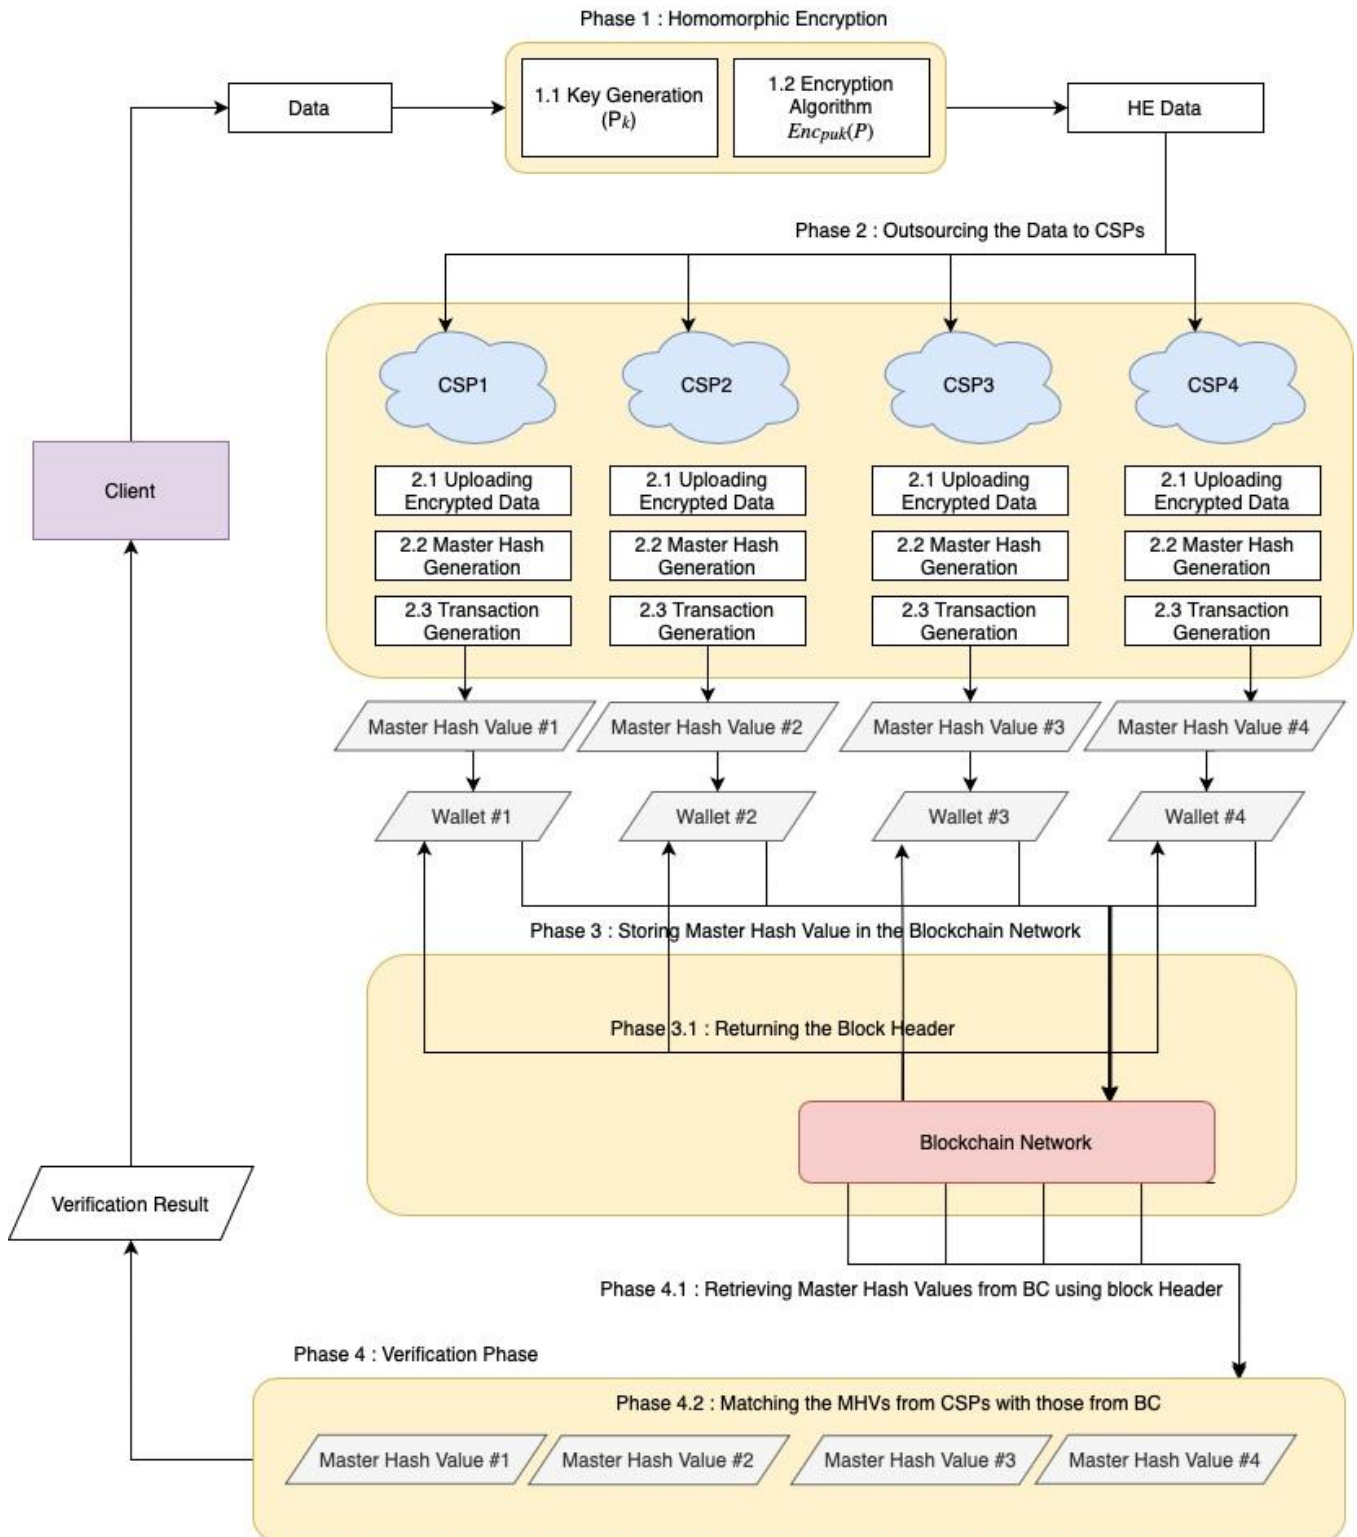 Phase 1 : Homomorphic Encryption
Data
1.1 Key Generation
(Pk)
1.2 Encryption
Algorithm
Encpuk(P)
HE Data
Phase 2 : Outsourcing the Data to CSPs
CSP1
CSP2
CSP3
CSP4
Client
2.1 Uploading
Encrypted Data
2.1 Uploading
Encrypted Data
2.1 Uploading
Encrypted Data
2.1 Uploading
Encrypted Data
2.2 Master Hash
Generation
2.2 Master Hash
Generation
2.2 Master Hash
Generation
2.2 Master Hash
Generation
2.3 Transaction
Generation
2.3 Transaction
Generation
2.3 Transaction
Generation
2.3 Transaction
Generation
Master Hash Value #1
Master Hash Value #2
Master Hash Value #3
Master Hash Value #4
Wallet #1
Wallet #2
Wallet #3
Wallet #4
Phase 3 : Storing Master Hash Value in the Blockchain Network
Phase 3.1 : Returning the Block Header
Blockchain Network
Verification Result
Phase 4.1 : Retrieving Master Hash Values from BC using block Header
Phase 4 : Verification Phase
Phase 4.2 : Matching the MHVs from CSPs with those from BC
Master Hash Value #1
Master Hash Value #2
Master Hash Value #3
Master Hash Value #4